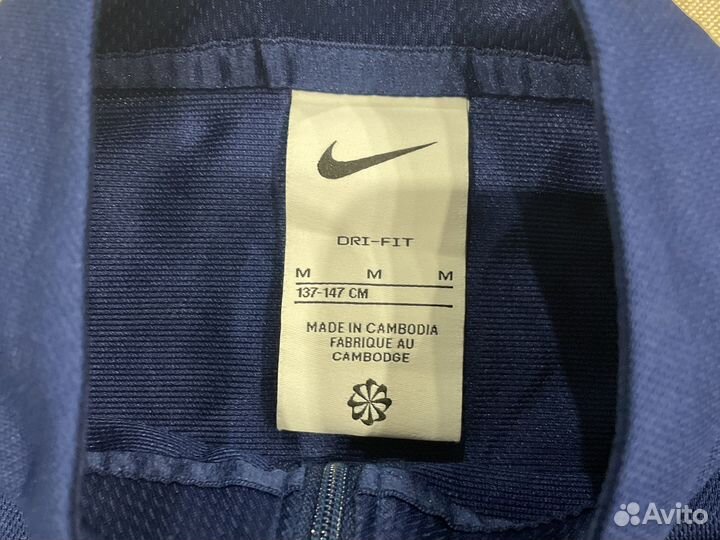 DRI-FIT
M M M
137-147 CM
MADE IN CAMBODIA
FABRIQUE AU
CAMBODGE
Avito